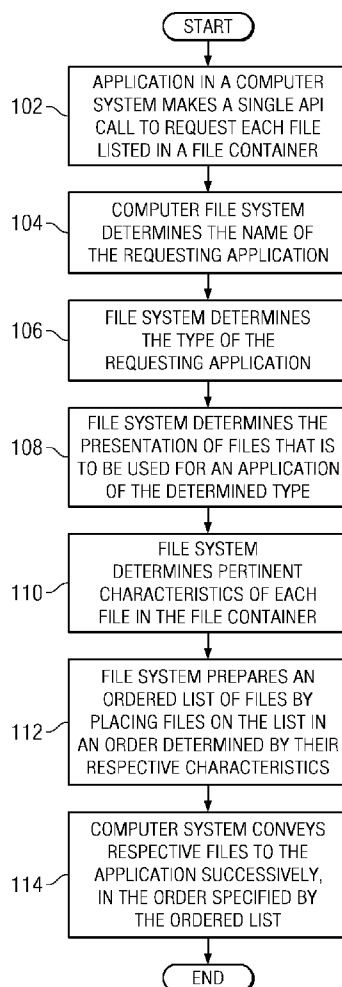 START
102
APPLICATION IN A COMPUTER
SYSTEM MAKES A SINGLE API
CALL TO REQUEST EACH FILE
LISTED IN A FILE CONTAINER
104
COMPUTER FILE SYSTEM
DETERMINES THE NAME OF
THE REQUESTING APPLICATION
106
FILE SYSTEM DETERMINES
THE TYPE OF THE
REQUESTING APPLICATION
108
FILE SYSTEM DETERMINES THE
PRESENTATION OF FILES THAT IS
TO BE USED FOR AN APPLICATION
OF THE DETERMINED TYPE
110
FILE SYSTEM
DETERMINES PERTINENT
CHARACTERISTICS OF EACH
FILE IN THE FILE CONTAINER
112
FILE SYSTEM PREPARES AN
ORDERED LIST OF FILES BY
PLACING FILES ON THE LIST IN
AN ORDER DETERMINED BY THEIR
RESPECTIVE CHARACTERISTICS
114
COMPUTER SYSTEM CONVEYS
RESPECTIVE FILES TO THE
APPLICATION SUCCESSIVELY,
IN THE ORDER SPECIFIED BY
THE ORDERED LIST
END